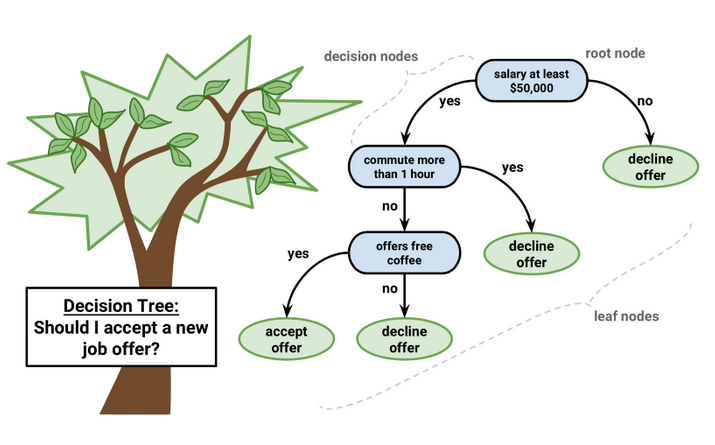 decision nodes
root node
salary at least
$50,000
yes
no
commute more
than 1 hour
decline
offer
yes
no
offers free
coffee
decline
offer
yes
no
accept
offer
decline
offer
leaf nodes
Decision Tree:
Should I accept a new
job offer?